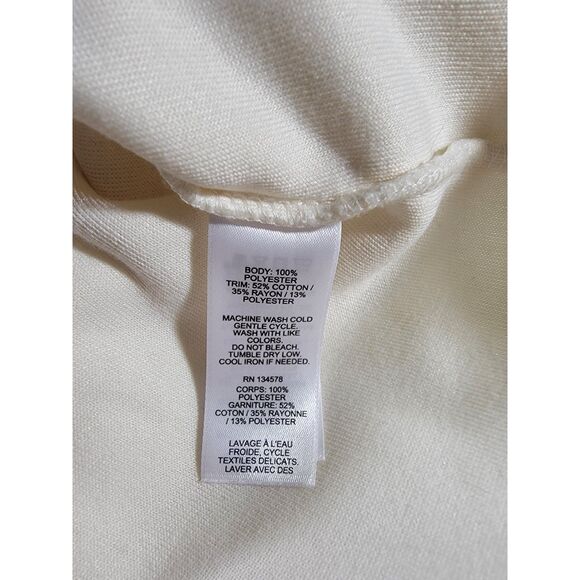 BODY: 100%
POLYESTER
TRIM: 52% COTTON /
35% RAYON / 13%
POLYESTER
MACHINE WASH COLD
GENTLE CYCLE.
WASH WITH LIKE
COLORS.
DO NOT BLEACH.
TUMBLE DRY LOW.
COOL IRON IF NEEDED.
RN 134578
CORPS: 100%
POLYESTER
GARNITURE: 52%
COTON / 35% RAYONNE
/ 13% POLYESTER
LAVAGE À L'EAU
FROIDE, CYCLE
TEXTILES DELICATS.
LAVER AVEC DES